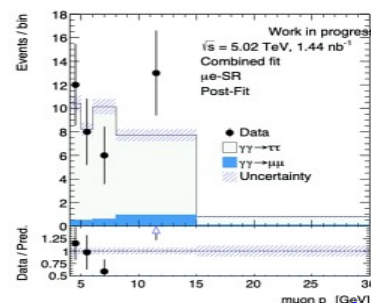 Events / bin
18
16
14
12
10
8
6
4
2
0
Work in progress
√s = 5.02 TeV, 1.44 nb⁻¹
Combined fit
μe-SR
Post-Fit
Data
γγ→ττ
γγ→μμ
Uncertainty
Data / Pred.
1.25
1
0.75
0.5
5 10 15 20 25 30
muon p [GeV]